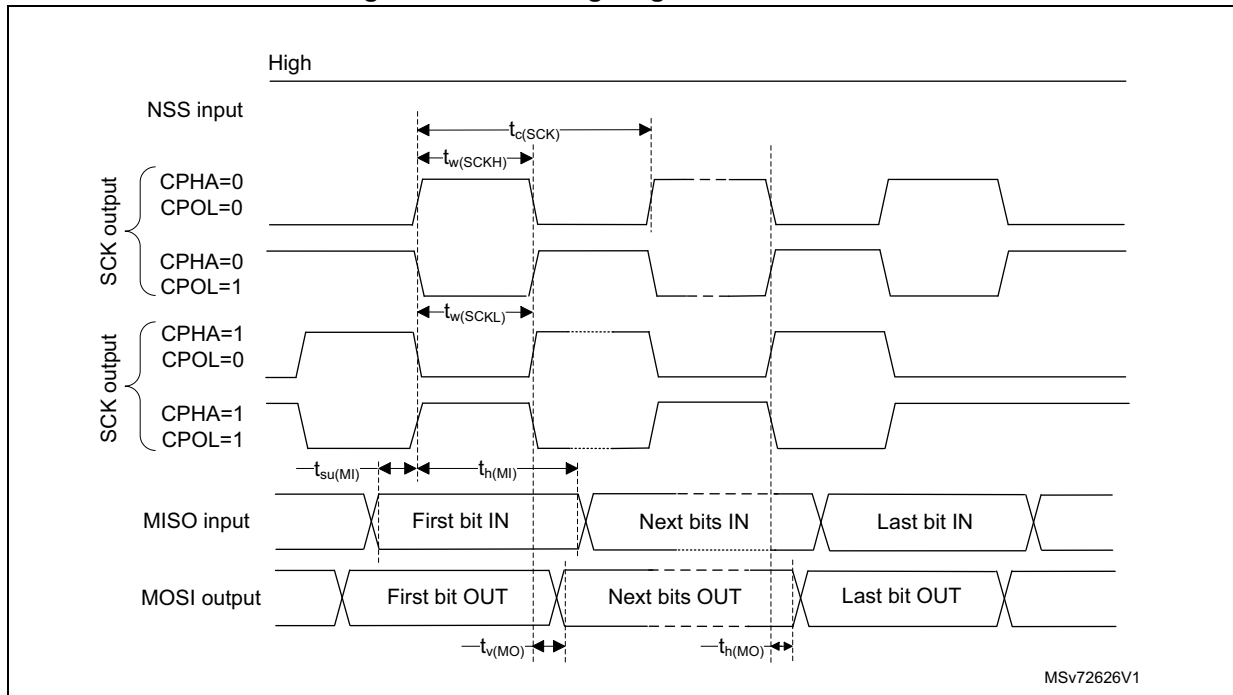 High
NSS input
tc(SCK)
tw(SCKH)
SCK output
CPHA=0
CPOL=0
CPHA=0
CPOL=1
tw(SCKL)
SCK output
CPHA=1
CPOL=0
CPHA=1
CPOL=1
tsu(MI)
th(MI)
MISO input
First bit IN
Next bits IN
Last bit IN
MOSI output
First bit OUT
Next bits OUT
Last bit OUT
tv(MO)
th(MO)
MSv72626V1